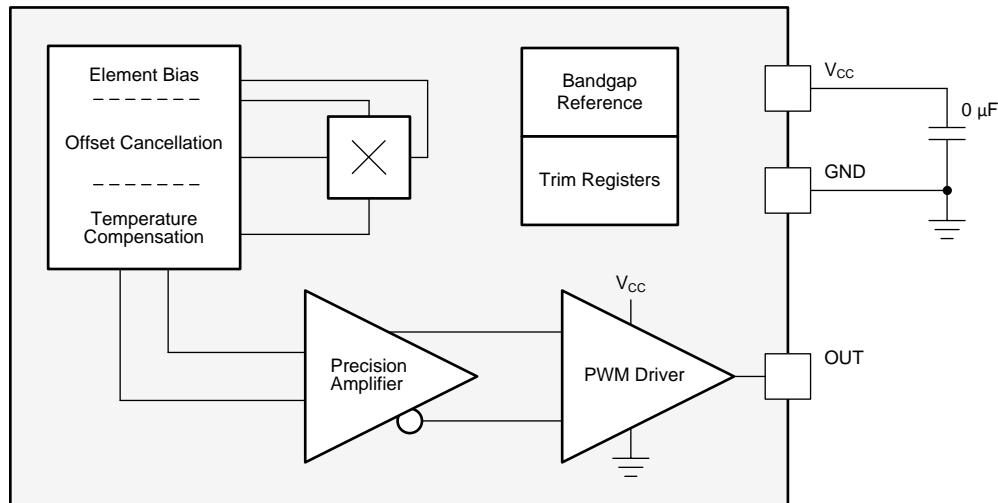 Element Bias
Offset Cancellation
Temperature
Compensation
Bandgap
Reference
Trim Registers
VCC
0 µF
GND
Precision
Amplifier
VCC
PWM Driver
OUT